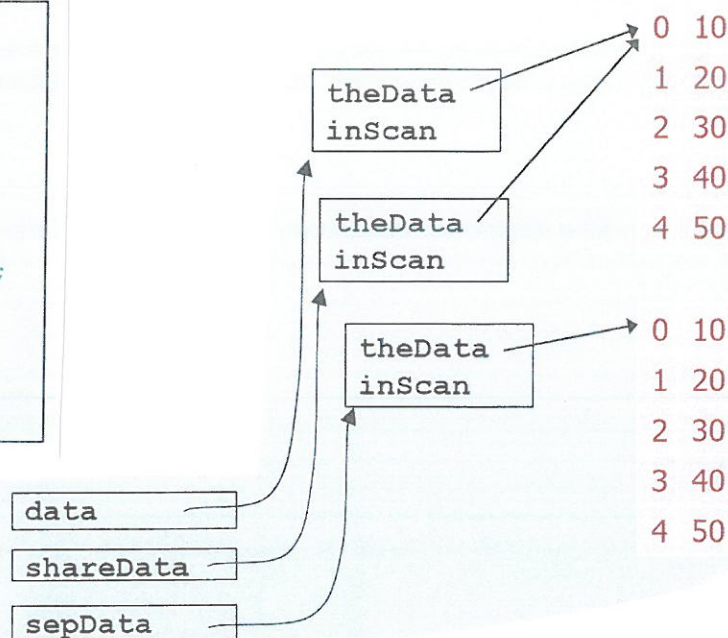 theData
inScan
theData
inScan
theData
inScan
0 10
1 20
2 30
3 40
4 50
0 10
1 20
2 30
3 40
4 50
data
shareData
sepData